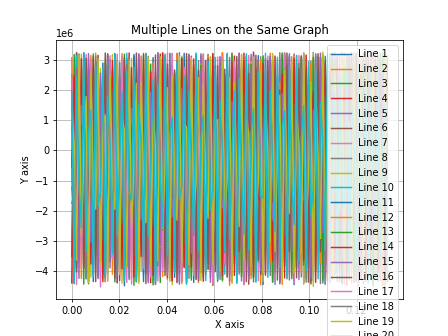 Multiple Lines on the Same Graph
1e6
3
2
1
0
−1
−2
−3
−4
Y axis
0.00
0.02
0.04
0.06
0.08
0.10
X axis
Line 1
Line 2
Line 3
Line 4
Line 5
Line 6
Line 7
Line 8
Line 9
Line 10
Line 11
Line 12
Line 13
Line 14
Line 15
Line 16
Line 17
Line 18
Line 19
Line 20